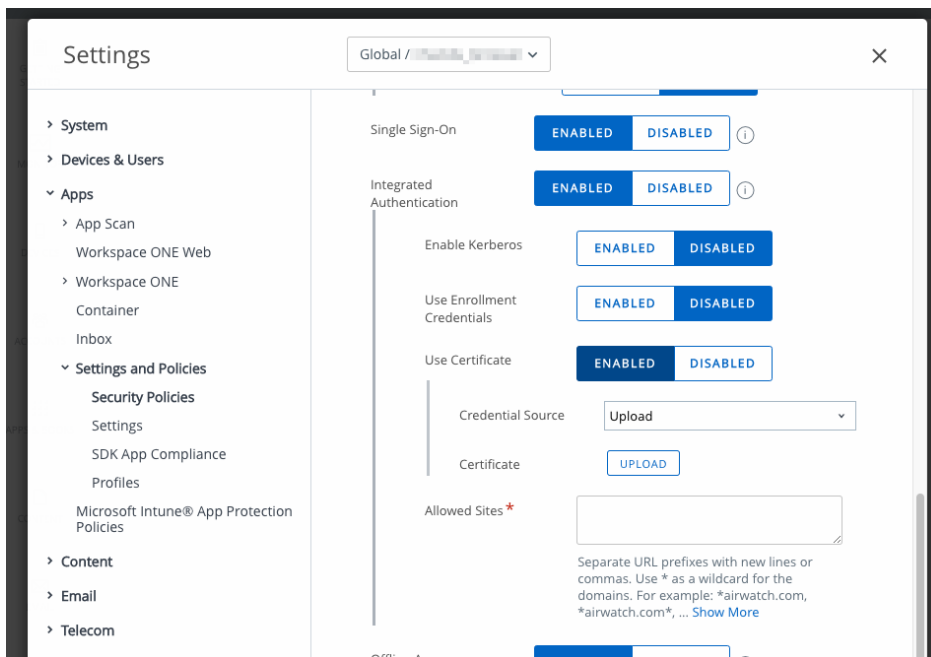 Settings
Global /
System
Devices & Users
Apps
App Scan
Workspace ONE Web
Workspace ONE
Container
Inbox
Settings and Policies
Security Policies
Settings
SDK App Compliance
Profiles
Microsoft Intune® App Protection
Policies
Content
Email
Telecom
Single Sign-On
ENABLED DISABLED
Integrated
Authentication
ENABLED DISABLED
Enable Kerberos
ENABLED DISABLED
Use Enrollment
Credentials
ENABLED DISABLED
Use Certificate
ENABLED DISABLED
Credential Source
Upload
Certificate
UPLOAD
Allowed Sites*
Separate URL prefixes with new lines or
commas. Use * as a wildcard for the
domains. For example: *airwatch.com,
*airwatch.com*, ... Show More